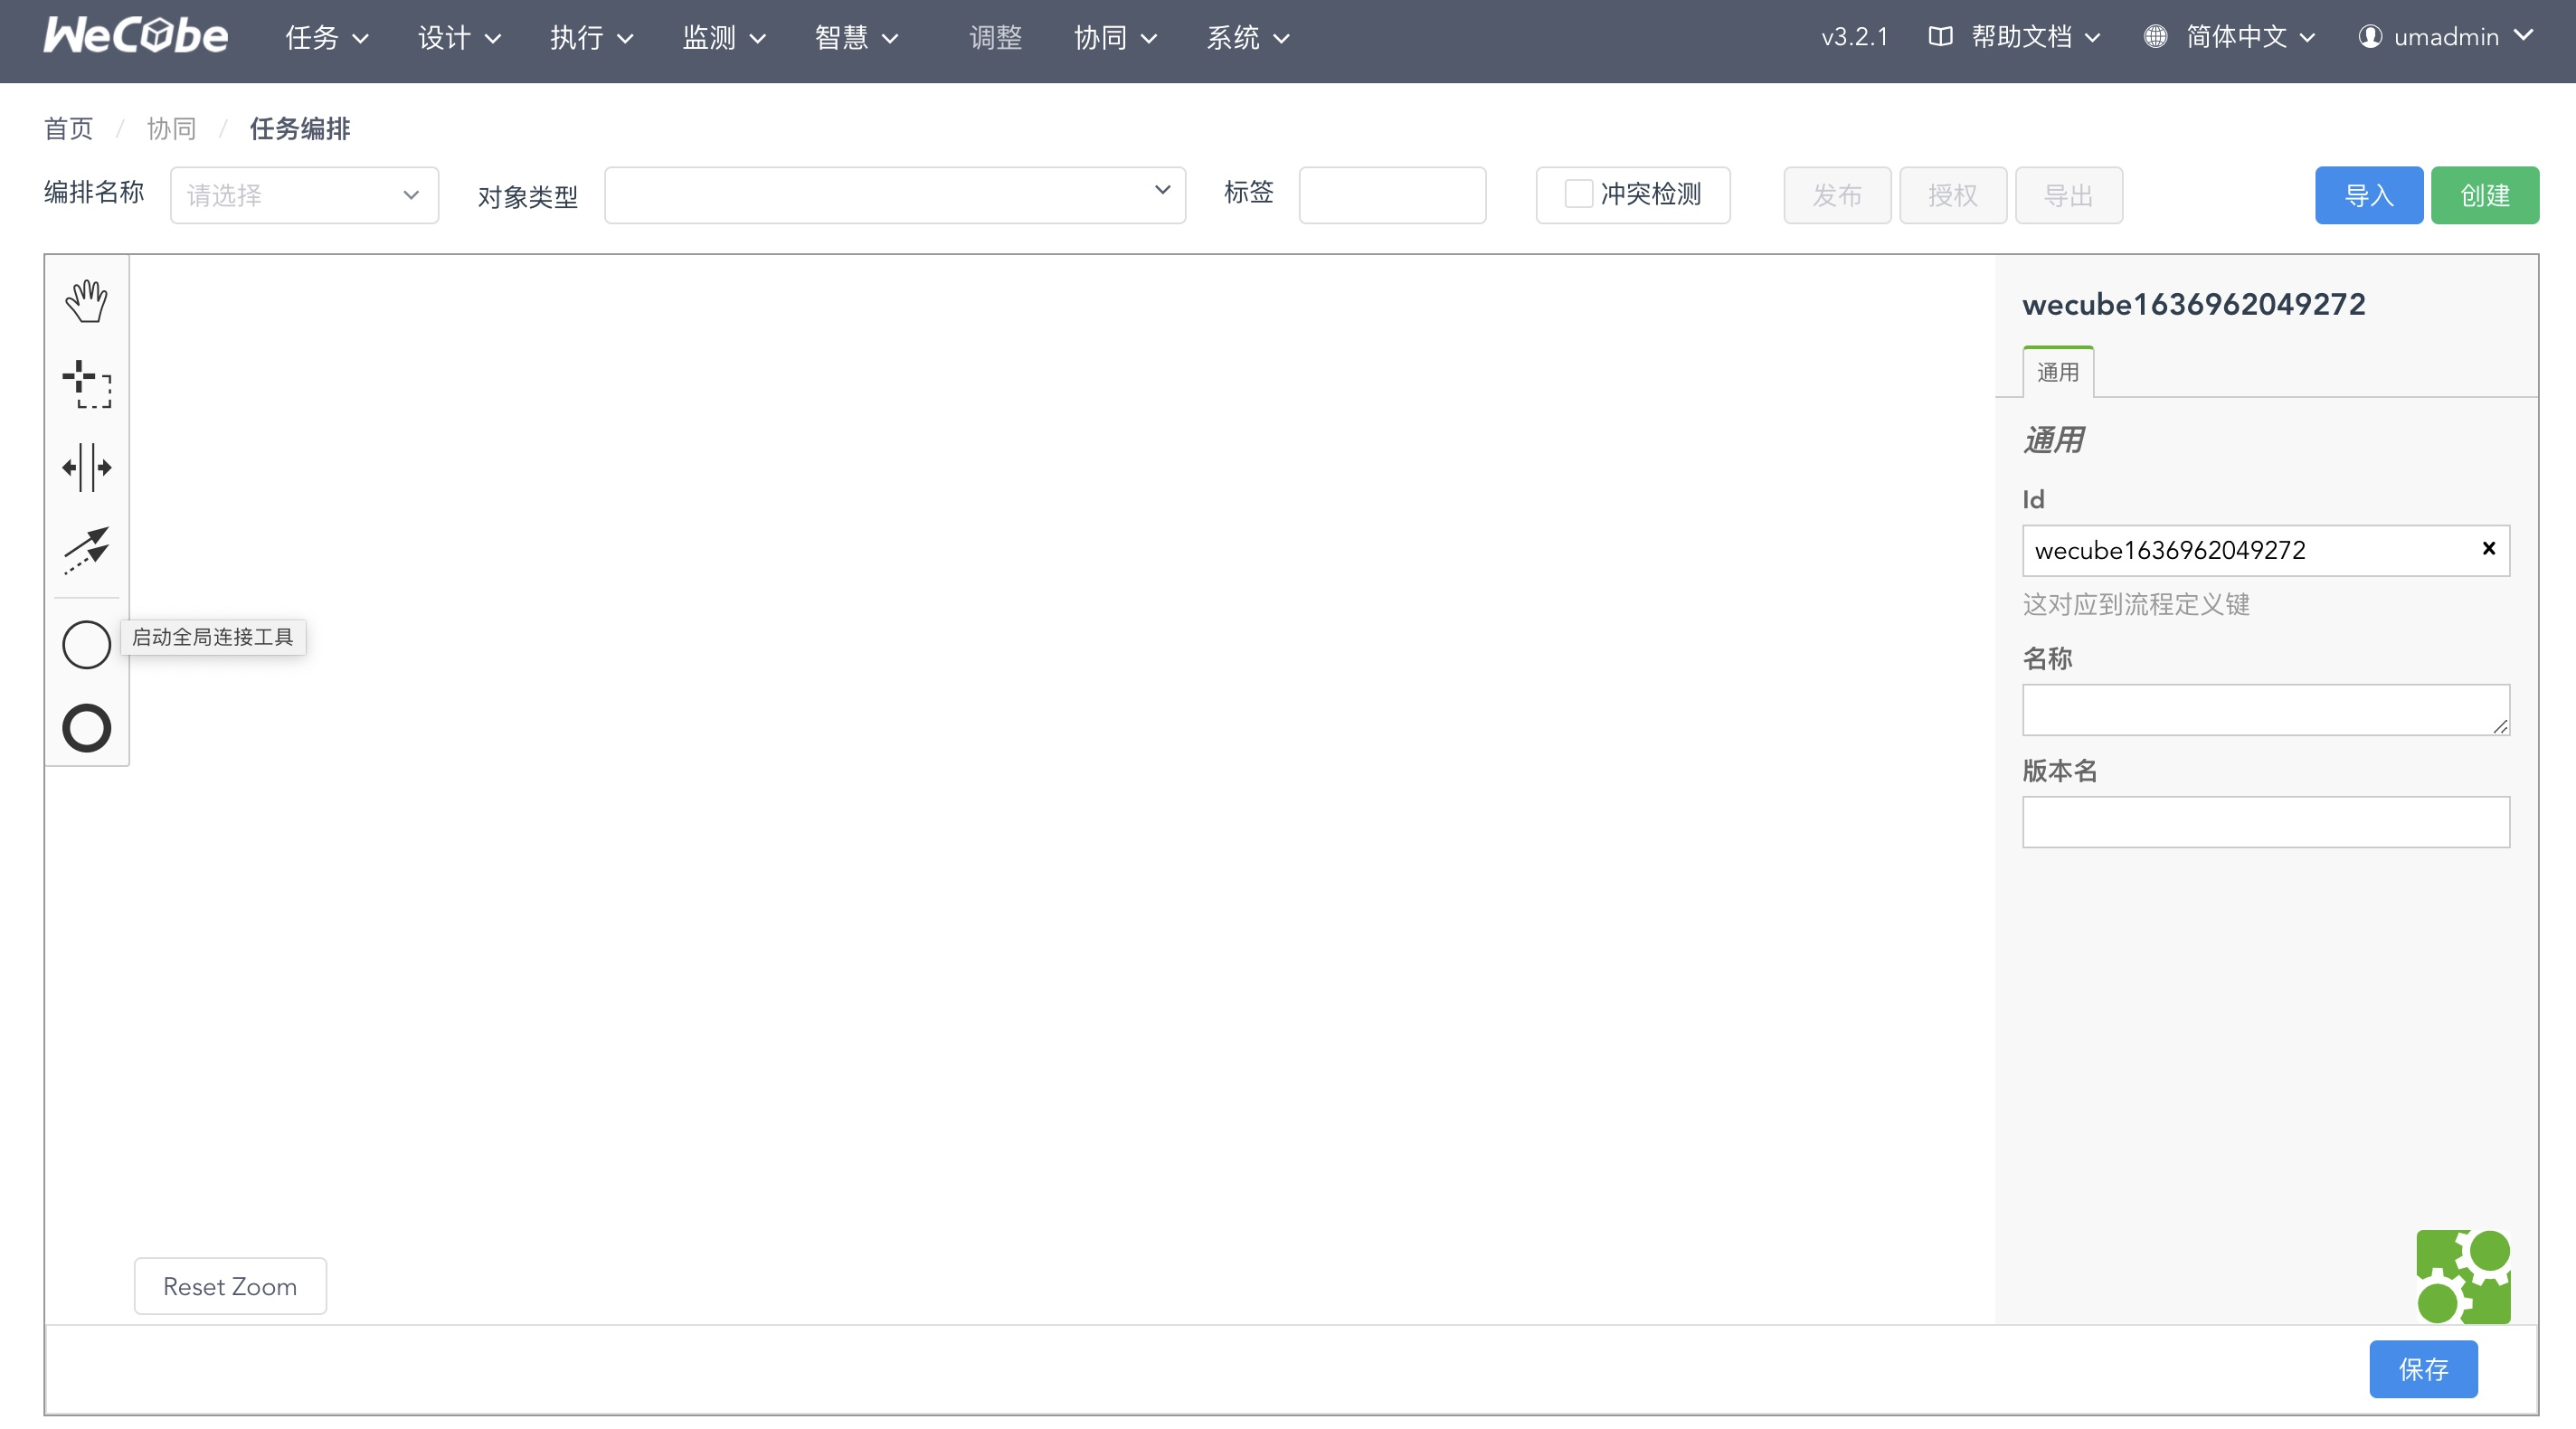 WeCube 任务 设计 执行 监测 智慧 调整 协同 系统 v3.2.1 帮助文档 简体中文 umadmin
首页 / 协同 / 任务编排
编排名称 请选择 对象类型 标签 冲突检测 发布 授权 导出 导入 创建
wecube1636962049272
通用
通用
Id
wecube1636962049272
这对应到流程定义键
启动全局连接工具
名称
版本名
Reset Zoom
保存